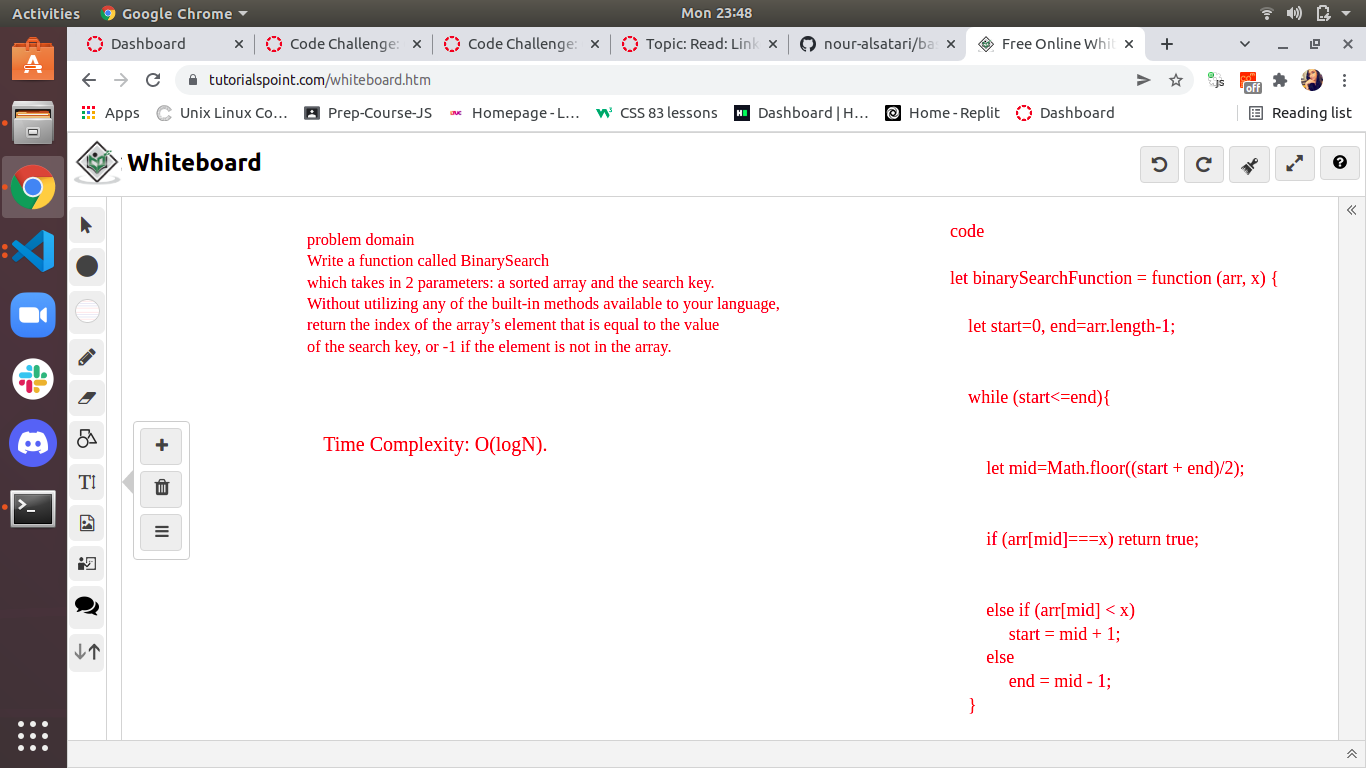 Activities
Google Chrome
Mon 23:48
Dashboard
Code Challenge:
Code Challenge:
Topic: Read: Link
nour-alsatari/ba
Free Online Whit
tutorialspoint.com/whiteboard.htm
JS
off
Apps
Unix Linux Co…
Prep-Course-JS
Homepage - L…
CSS 83 lessons
Dashboard | H…
Home - Replit
Dashboard
Reading list
Whiteboard
problem domain
Write a function called BinarySearch
which takes in 2 parameters: a sorted array and the search key.
Without utilizing any of the built-in methods available to your language,
return the index of the array’s element that is equal to the value
of the search key, or -1 if the element is not in the array.
Time Complexity: O(logN).
code
let binarySearchFunction = function (arr, x) {
let start=0, end=arr.length-1;
while (start<=end){
let mid=Math.floor((start + end)/2);
if (arr[mid]===x) return true;
else if (arr[mid] < x)
start = mid + 1;
else
end = mid - 1;
}